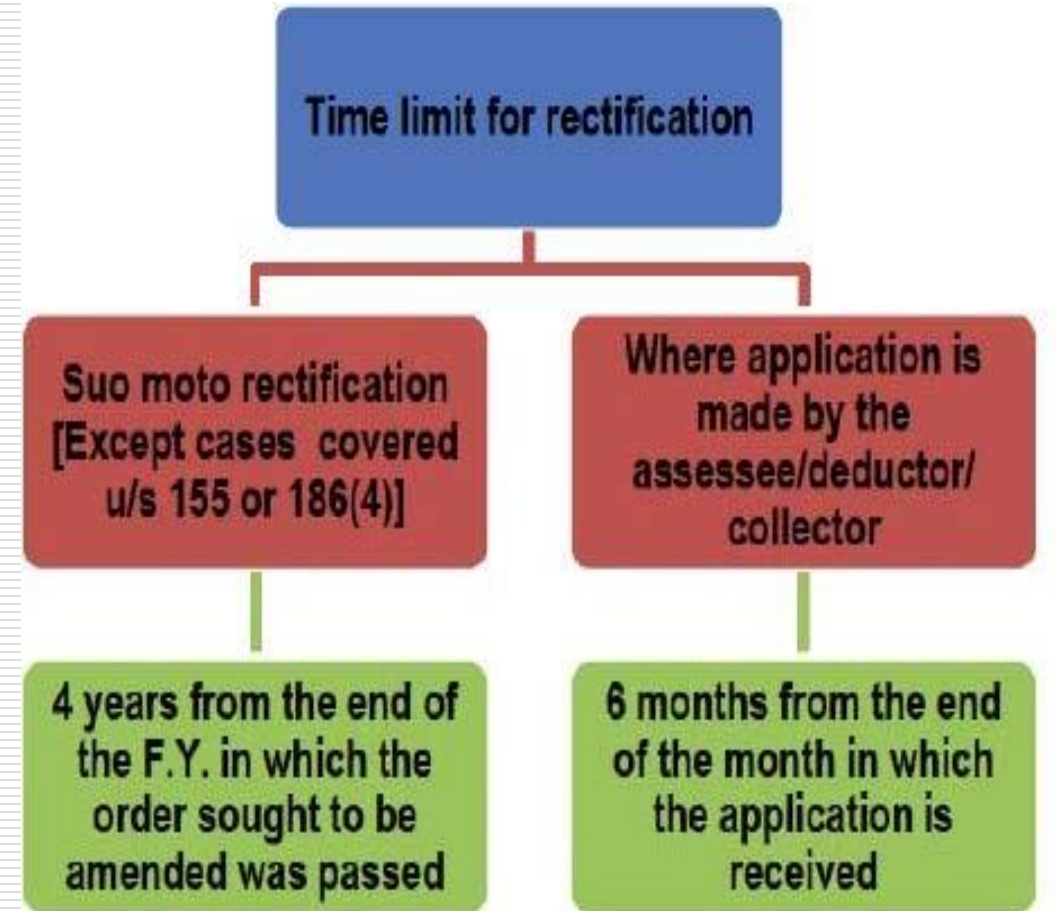 Time limit for rectification
Suo moto rectification
[Except cases covered
u/s 155 or 186(4)]
Where application is
made by the
assessee/deductor/
collector
4 years from the end of
the F.Y. in which the
order sought to be
amended was passed
6 months from the end
of the month in which
the application is
received